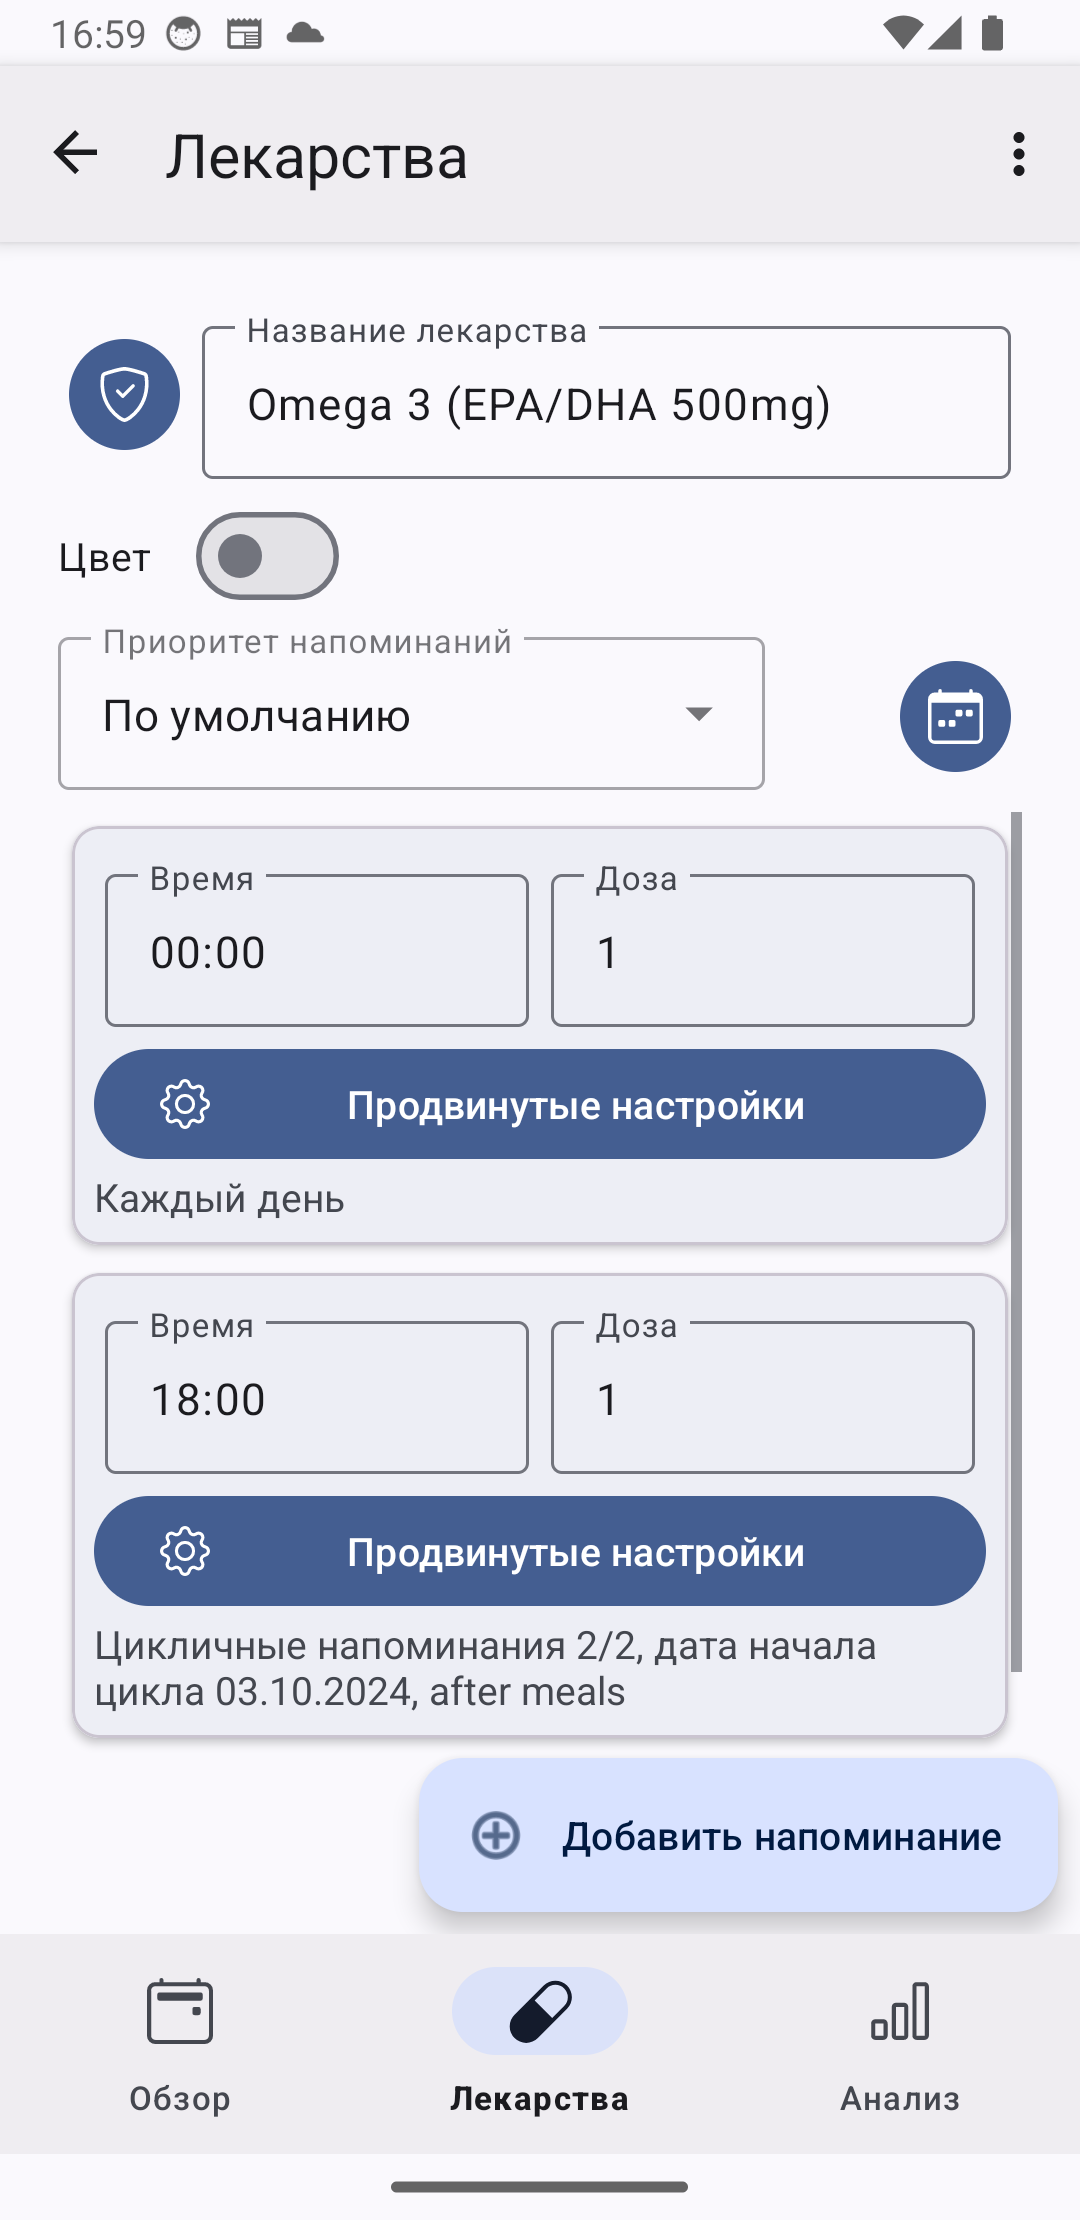 16:59
Лекарства
Название лекарства
Omega 3 (EPA/DHA 500mg)
Цвет
Приоритет напоминаний
По умолчанию
Время
Доза
00:00
1
Продвинутые настройки
Каждый день
Время
Доза
18:00
1
Продвинутые настройки
Цикличные напоминания 2/2, дата начала
цикла 03.10.2024, after meals
Добавить напоминание
Обзор
Лекарства
Анализ